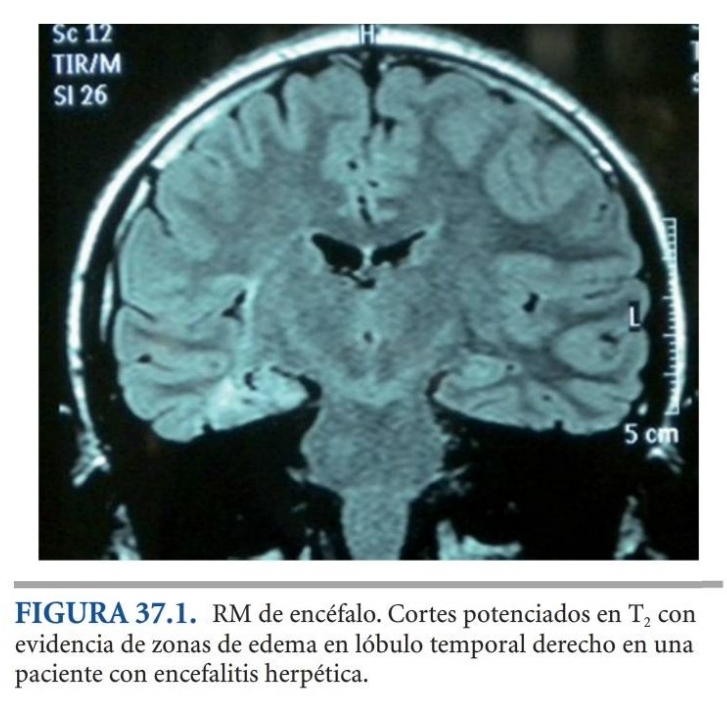 Sc 12
TIR/M
SI 26
H
L
5 cm
FIGURA 37.1. RM de encéfalo. Cortes potenciados en T₂ con
evidencia de zonas de edema en lóbulo temporal derecho en una
paciente con encefalitis herpética.